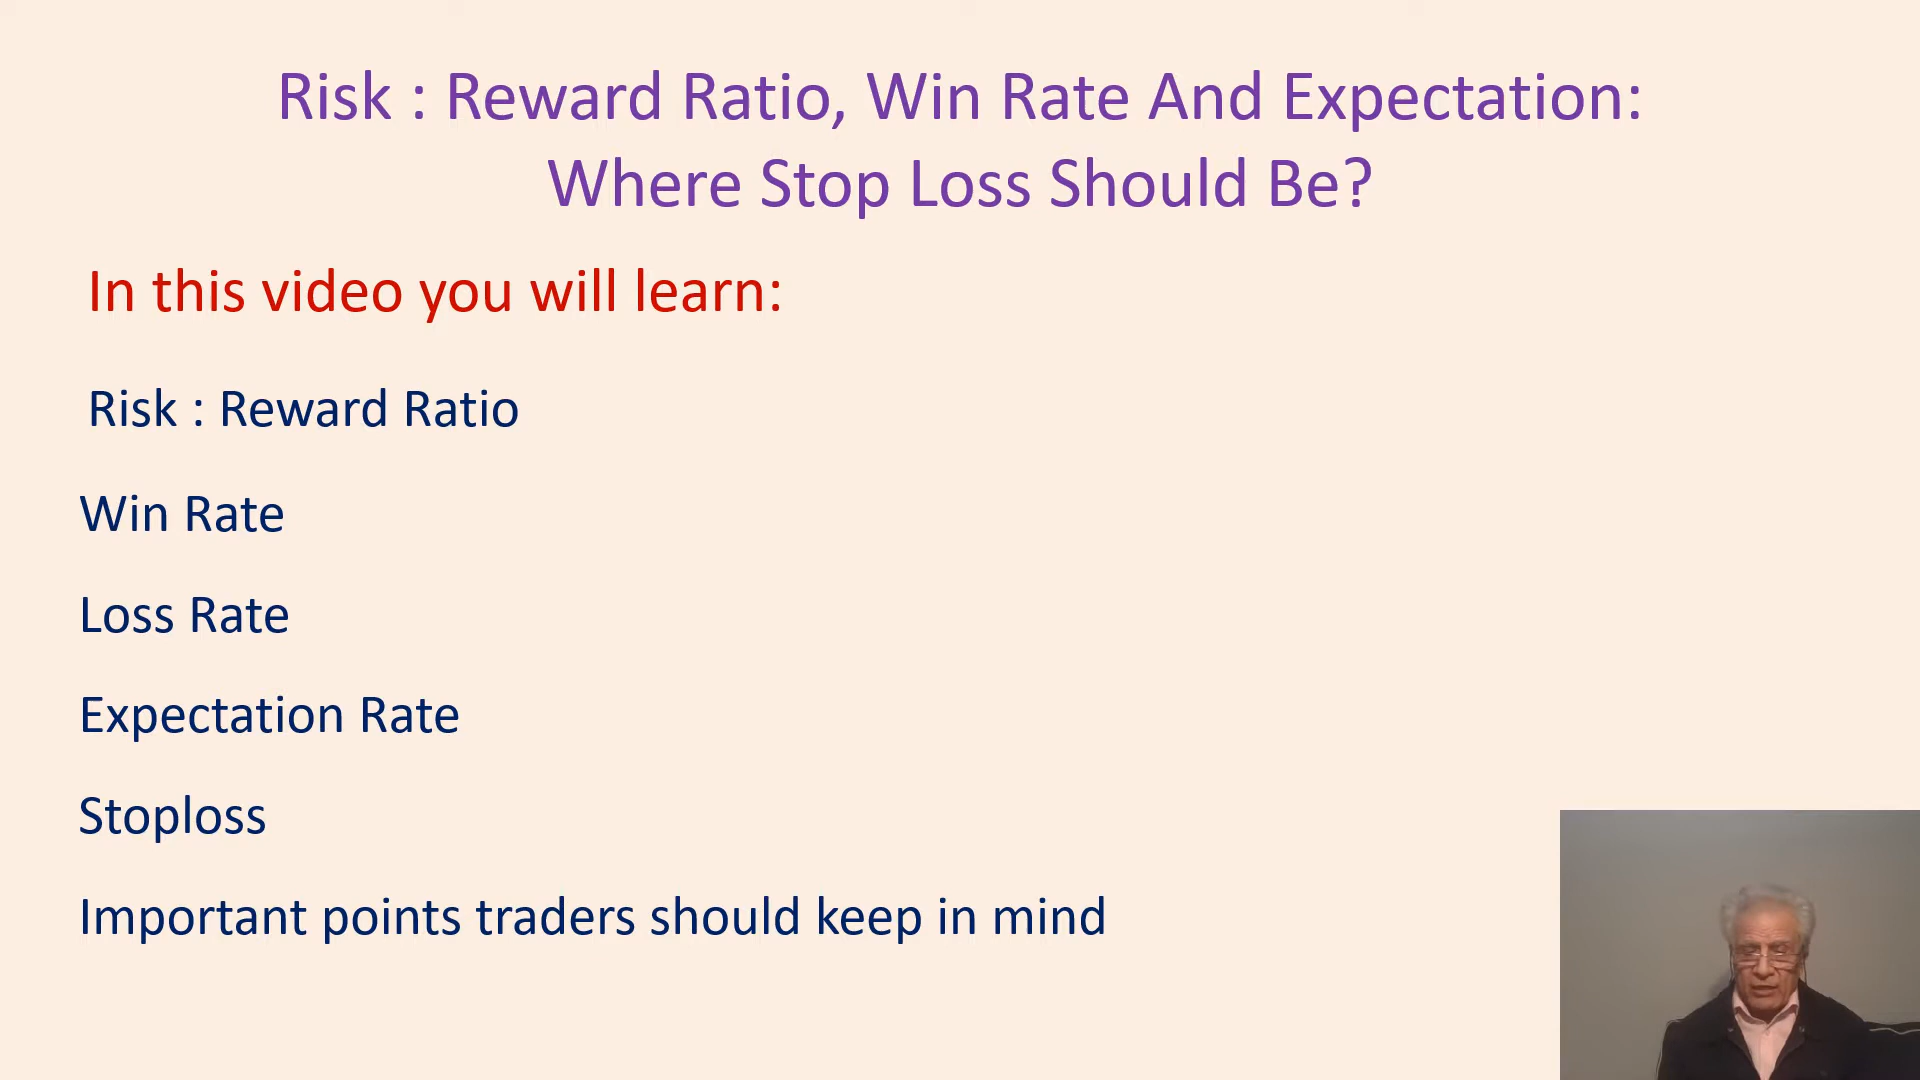 Risk : Reward Ratio, Win Rate And Expectation:
Where Stop Loss Should Be?
In this video you will learn:
Risk : Reward Ratio
Win Rate
Loss Rate
Expectation Rate
Stoploss
Important points traders should keep in mind